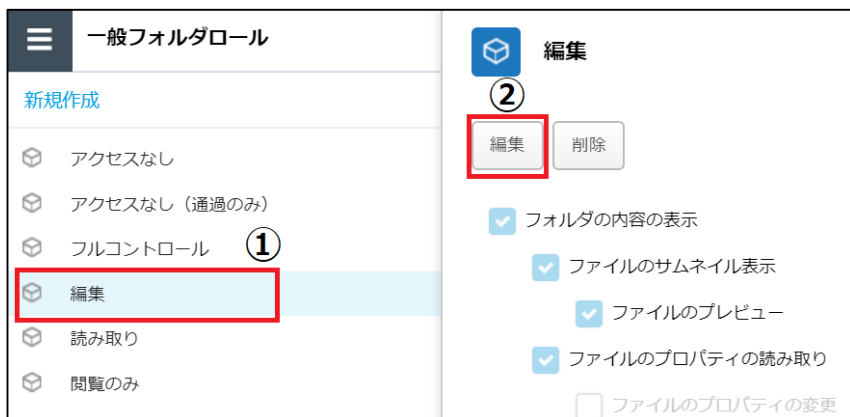 一般フォルダロール
新規作成
アクセスなし
アクセスなし（通過のみ）
フルコントロール
①
編集
読み取り
閲覧のみ
編集
②
編集 削除
フォルダの内容の表示
ファイルのサムネイル表示
ファイルのプレビュー
ファイルのプロパティの読み取り
ファイルのプロパティの変更